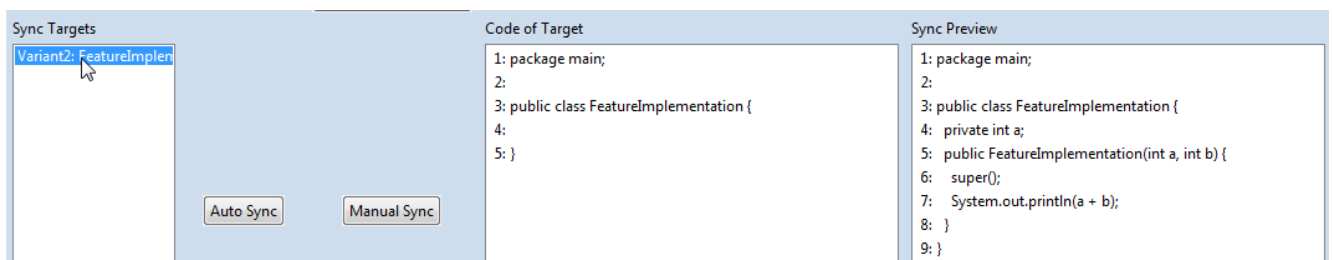 Sync Targets
Variant2: FeatureImplen
Auto Sync
Manual Sync
Code of Target
1: package main;
2:
3: public class FeatureImplementation {
4:
5: }
Sync Preview
1: package main;
2:
3: public class FeatureImplementation {
4:   private int a;
5:   public FeatureImplementation(int a, int b) {
6:     super();
7:     System.out.println(a + b);
8:   }
9: }